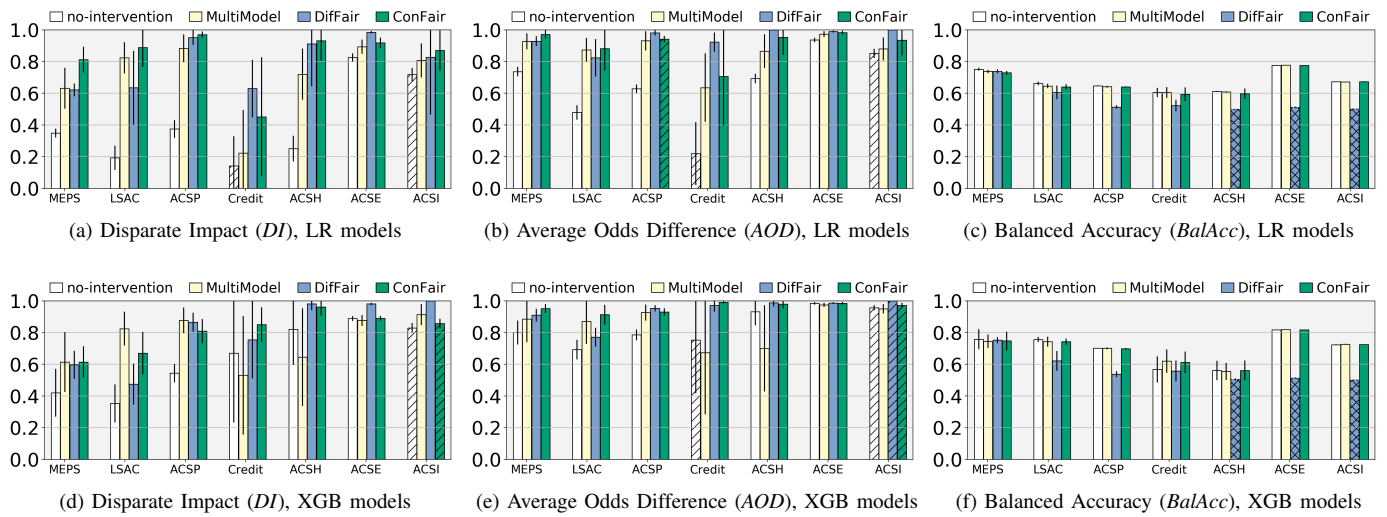 no-intervention MultiModel DifFair ConFair
1.0
0.8
0.6
0.4
0.2
0.0
MEPS LSAC ACSP Credit ACSH ACSE ACSI
(a) Disparate Impact (DI), LR models
no-intervention MultiModel DifFair ConFair
1.0
0.8
0.6
0.4
0.2
0.0
MEPS LSAC ACSP Credit ACSH ACSE ACSI
(b) Average Odds Difference (AOD), LR models
no-intervention MultiModel DifFair ConFair
1.0
0.8
0.6
0.4
0.2
0.0
MEPS LSAC ACSP Credit ACSH ACSE ACSI
(c) Balanced Accuracy (BalAcc), LR models
no-intervention MultiModel DifFair ConFair
1.0
0.8
0.6
0.4
0.2
0.0
MEPS LSAC ACSP Credit ACSH ACSE ACSI
(d) Disparate Impact (DI), XGB models
no-intervention MultiModel DifFair ConFair
1.0
0.8
0.6
0.4
0.2
0.0
MEPS LSAC ACSP Credit ACSH ACSE ACSI
(e) Average Odds Difference (AOD), XGB models
no-intervention MultiModel DifFair ConFair
1.0
0.8
0.6
0.4
0.2
0.0
MEPS LSAC ACSP Credit ACSH ACSE ACSI
(f) Balanced Accuracy (BalAcc), XGB models